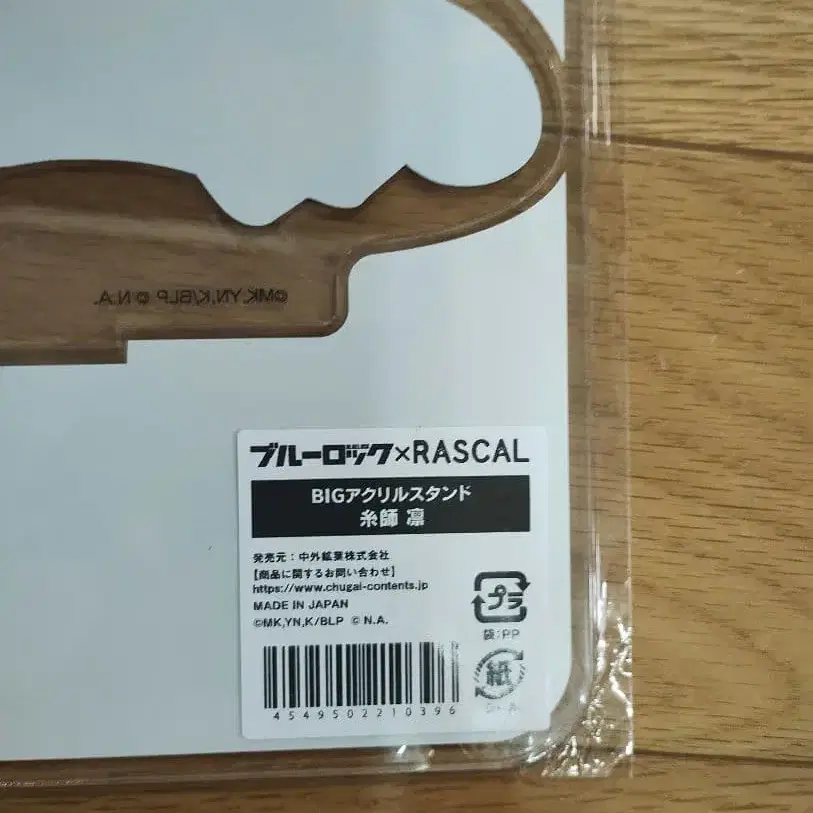 ©MK,YN,K/BLP © N.A.
ブルーロック×RASCAL
BIGアクリルスタンド
糸師 凛
発売元：中外鉱業株式会社
【商品に関するお問い合わせ】
https://www.chugai-contents.jp
MADE IN JAPAN
©MK,YN,K/BLP © N.A.
プラ
袋:PP
紙
4549502210396